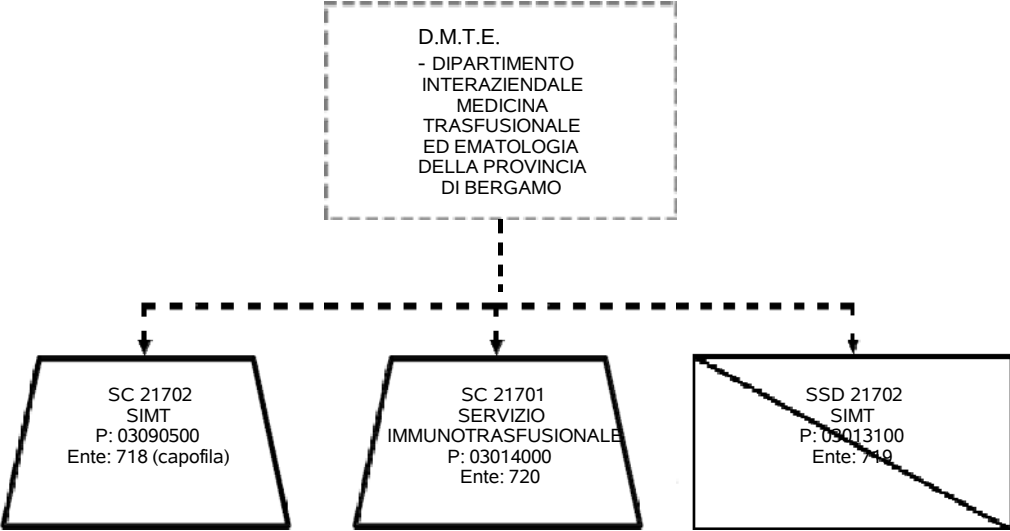 D.M.T.E.
- DIPARTIMENTO
INTERAZIENDALE
MEDICINA
TRASFUSIONALE
ED EMATOLOGIA
DELLA PROVINCIA
DI BERGAMO
SC 21702
SIMT
P: 03090500
Ente: 718 (capofila)
SC 21701
SERVIZIO
IMMUNOTRASFUSIONALE
P: 03014000
Ente: 720
SSD 21702
SIMT
P: 03013100
Ente: 719